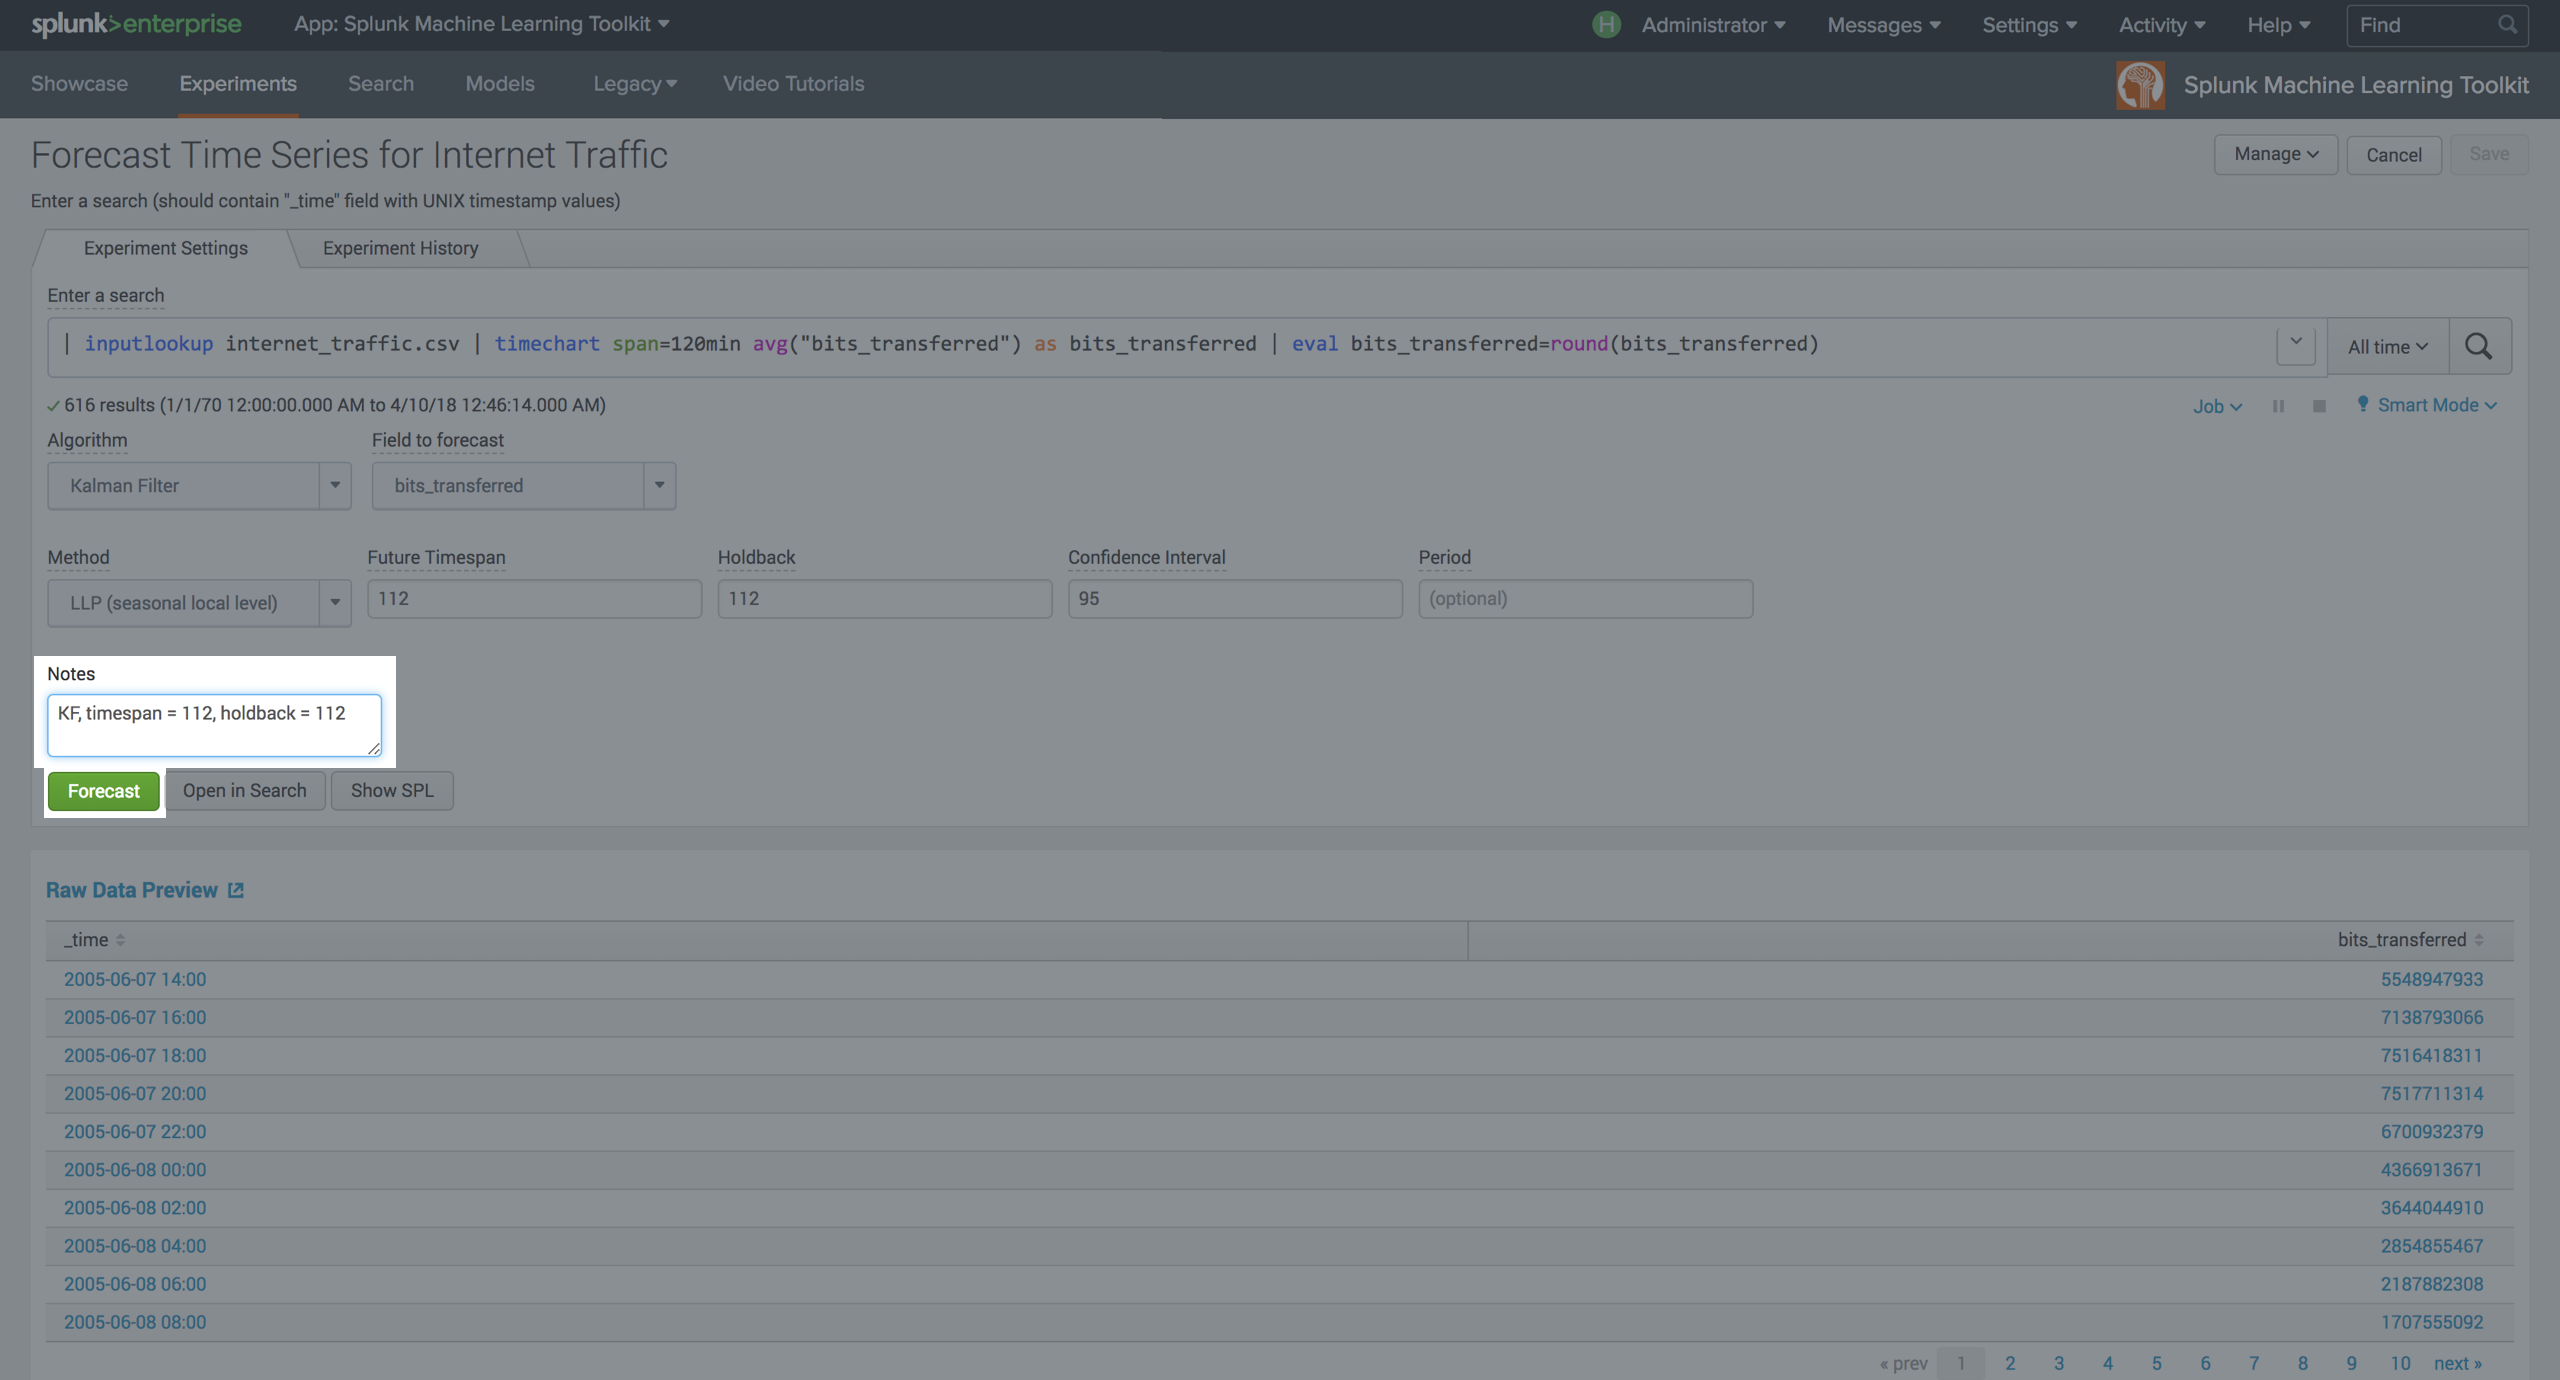 splunk>enterprise App: Splunk Machine Learning Toolkit H Administrator Messages Settings Activity Help Find
Showcase Experiments Search Models Legacy Video Tutorials Splunk Machine Learning Toolkit
Forecast Time Series for Internet Traffic Manage Cancel Save
Enter a search (should contain "_time" field with UNIX timestamp values)
Experiment Settings Experiment History
Enter a search
| inputlookup internet_traffic.csv | timechart span=120min avg("bits_transferred") as bits_transferred | eval bits_transferred=round(bits_transferred) All time
616 results (1/1/70 12:00:00.000 AM to 4/10/18 12:46:14.000 AM) Job Smart Mode
Algorithm Field to forecast
Kalman Filter bits_transferred
Method Future Timespan Holdback Confidence Interval Period
LLP (seasonal local level) 112 112 95 (optional)
Notes
KF, timespan = 112, holdback = 112
Forecast Open in Search Show SPL
Raw Data Preview
_time bits_transferred
2005-06-07 14:00 5548947933
2005-06-07 16:00 7138793066
2005-06-07 18:00 7516418311
2005-06-07 20:00 7517711314
2005-06-07 22:00 6700932379
2005-06-08 00:00 4366913671
2005-06-08 02:00 3644044910
2005-06-08 04:00 2854855467
2005-06-08 06:00 2187882308
2005-06-08 08:00 1707555092
« prev 1 2 3 4 5 6 7 8 9 10 next »